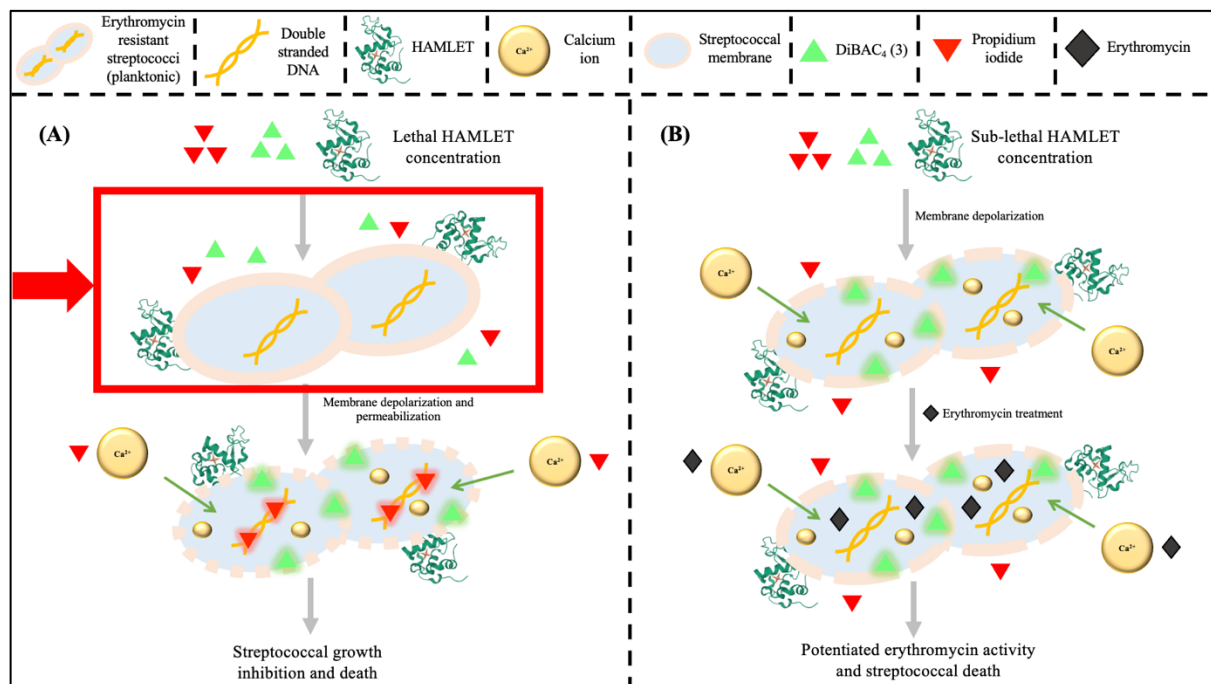 Erythromycin
resistant
streptococci
(planktonic)
Double
stranded
DNA
HAMLET
Ca²⁺
Calcium
ion
Streptococcal
membrane
DiBAC₄ (3)
Propidium
iodide
Erythromycin
(A)
Lethal HAMLET
concentration
Membrane depolarization and
permeabilization
Ca²⁺
Ca²⁺
Streptococcal growth
inhibition and death
(B)
Sub-lethal HAMLET
concentration
Membrane depolarization
Ca²⁺
Ca²⁺
Erythromycin treatment
Ca²⁺
Ca²⁺
Potentiated erythromycin activity
and streptococcal death